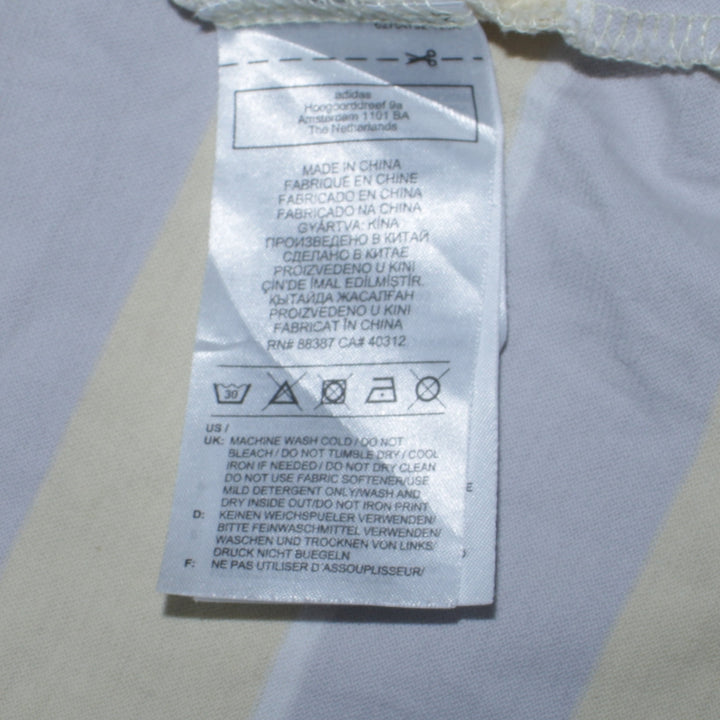 adidas
Hoogoorddreef 9a
Amsterdam 1101 BA
The Netherlands
MADE IN CHINA
FABRIQUE EN CHINE
FABRICADO EN CHINA
FABRICADO NA CHINA
GYÁRTVA: KÍNA
ПРОИЗВЕДЕНО В КИТАЙ
СДЕЛАНО В КИТАЕ
PROIZVEDENO U KINI
ÇİN'DE İMAL EDİLMİŞTİR.
ҚЫТАЙДА ЖАСАЛҒАН
PROIZVEDENO U KINI
FABRICAT ÎN CHINA
RN# 88387 CA# 40312
30
US /
UK: MACHINE WASH COLD / DO NOT
BLEACH / DO NOT TUMBLE DRY / COOL
IRON IF NEEDED / DO NOT DRY CLEAN
DO NOT USE FABRIC SOFTENER/USE
MILD DETERGENT ONLY/WASH AND
DRY INSIDE OUT/DO NOT IRON PRINT
D: KEINEN WEICHSPUELER VERWENDEN/
BITTE FEINWASCHMITTEL VERWENDEN/
WASCHEN UND TROCKNEN VON LINKS/
DRUCK NICHT BUEGELN
F: NE PAS UTILISER D'ASSOUPLISSEUR/